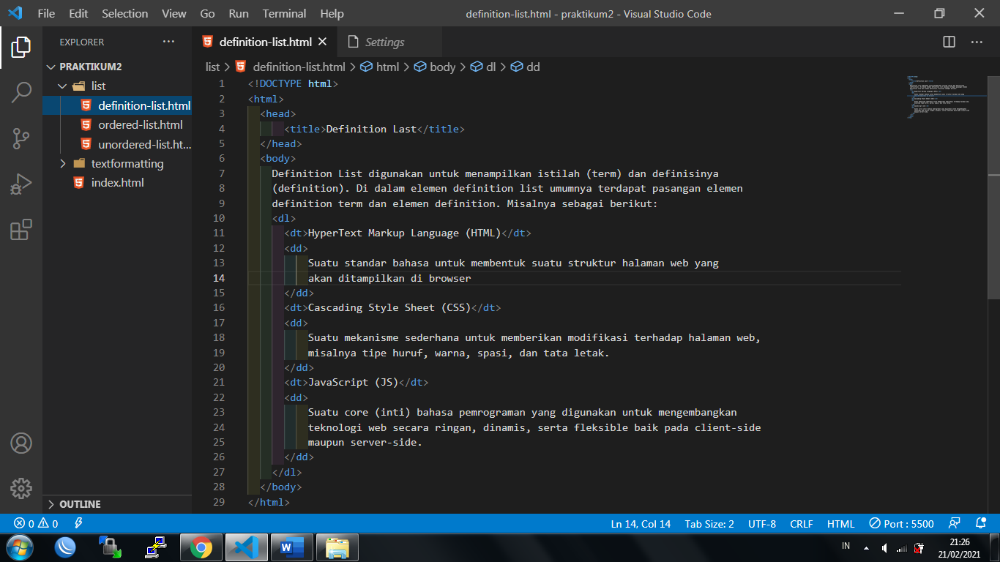 File Edit Selection View Go Run Terminal Help definition-list.html - praktikum2 - Visual Studio Code
EXPLORER ...
PRAKTIKUM2
list
definition-list.html
ordered-list.html
unordered-list.ht...
textformatting
index.html
OUTLINE
definition-list.html Settings
list > definition-list.html > html > body > dl > dd
1 <!DOCTYPE html>
2 <html>
3 <head>
4 <title>Definition Last</title>
5 </head>
6 <body>
7 Definition List digunakan untuk menampilkan istilah (term) dan definisinya
8 (definition). Di dalam elemen definition list umumnya terdapat pasangan elemen
9 definition term dan elemen definition. Misalnya sebagai berikut:
10 <dl>
11 <dt>HyperText Markup Language (HTML)</dt>
12 <dd>
13 Suatu standar bahasa untuk membentuk suatu struktur halaman web yang
14 akan ditampilkan di browser
15 </dd>
16 <dt>Cascading Style Sheet (CSS)</dt>
17 <dd>
18 Suatu mekanisme sederhana untuk memberikan modifikasi terhadap halaman web,
19 misalnya tipe huruf, warna, spasi, dan tata letak.
20 </dd>
21 <dt>JavaScript (JS)</dt>
22 <dd>
23 Suatu core (inti) bahasa pemrograman yang digunakan untuk mengembangkan
24 teknologi web secara ringan, dinamis, serta fleksible baik pada client-side
25 maupun server-side.
26 </dd>
27 </dl>
28 </body>
29 </html>
0 0 Ln 14, Col 14 Tab Size: 2 UTF-8 CRLF HTML Port : 5500
IN 21:26
21/02/2021